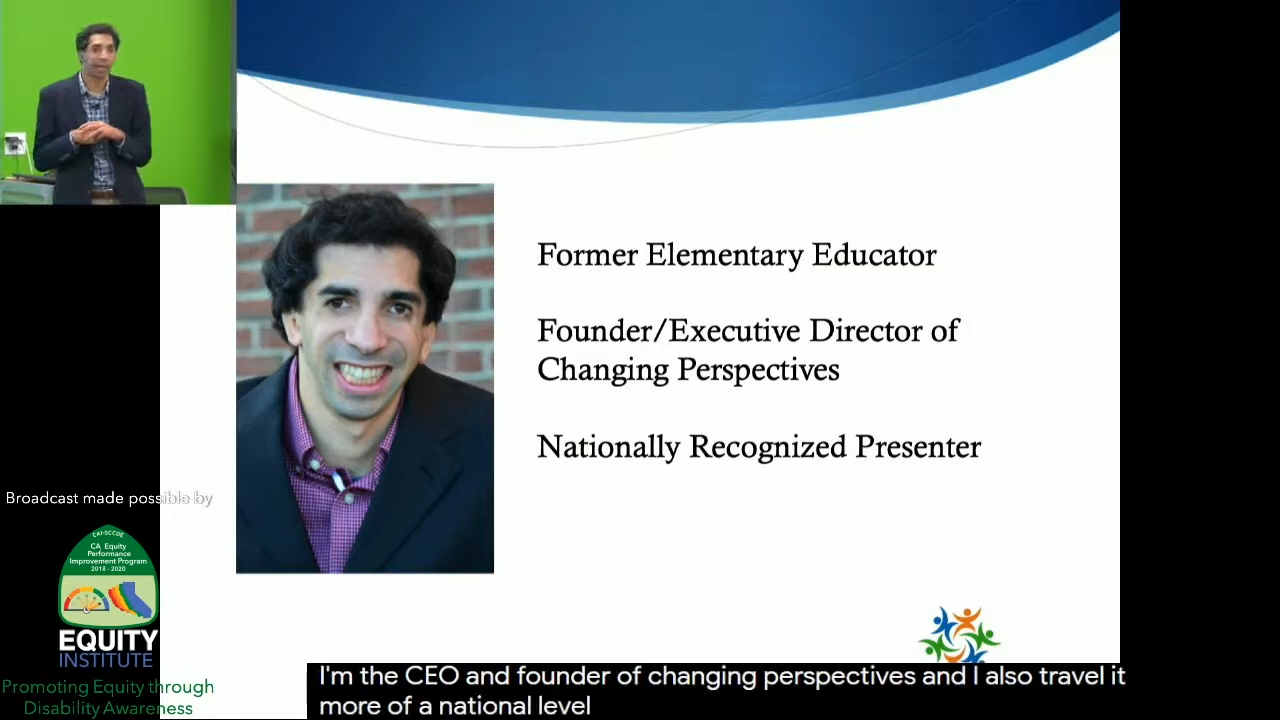 Former Elementary Educator
Founder/Executive Director of
Changing Perspectives
Nationally Recognized Presenter
Broadcast made possible by
CAI-SCCOE
CA Equity
Performance
Improvement Program
2018 - 2020
EQUITY
INSTITUTE
Promoting Equity through
Disability Awareness
I'm the CEO and founder of changing perspectives and I also travel it
more of a national level